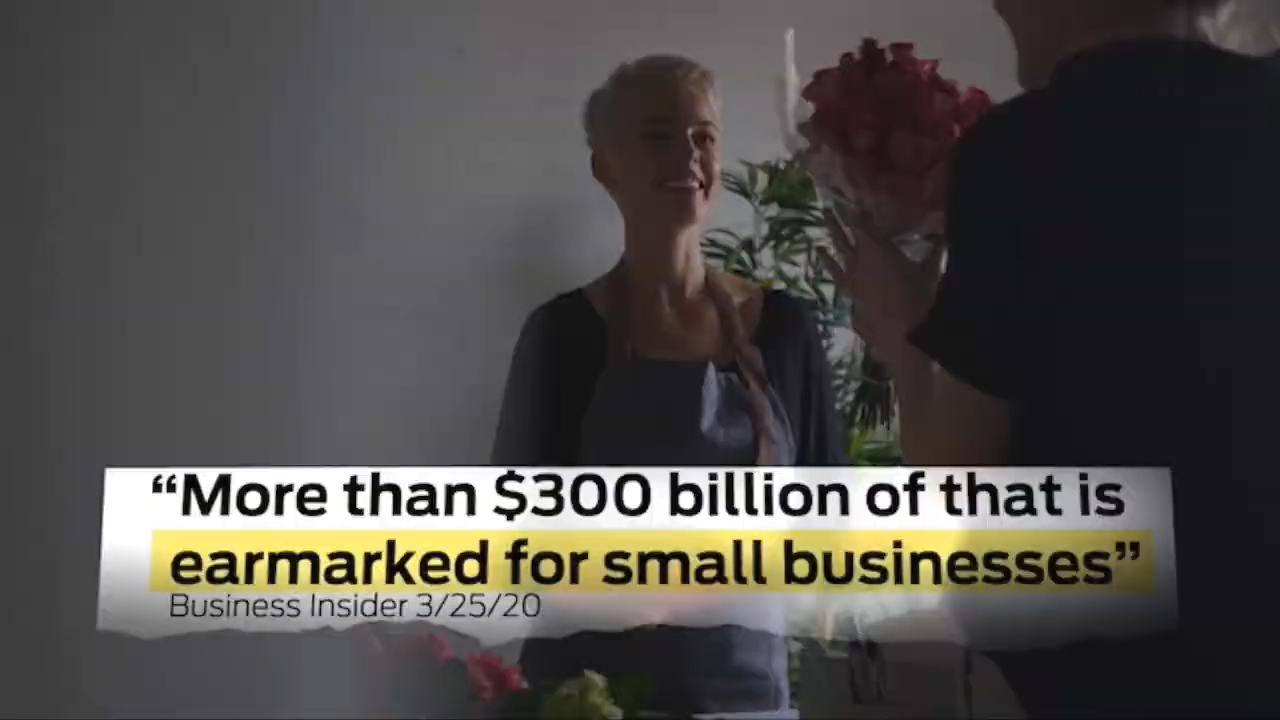 “More than $300 billion of that is
earmarked for small businesses”
Business Insider 3/25/20